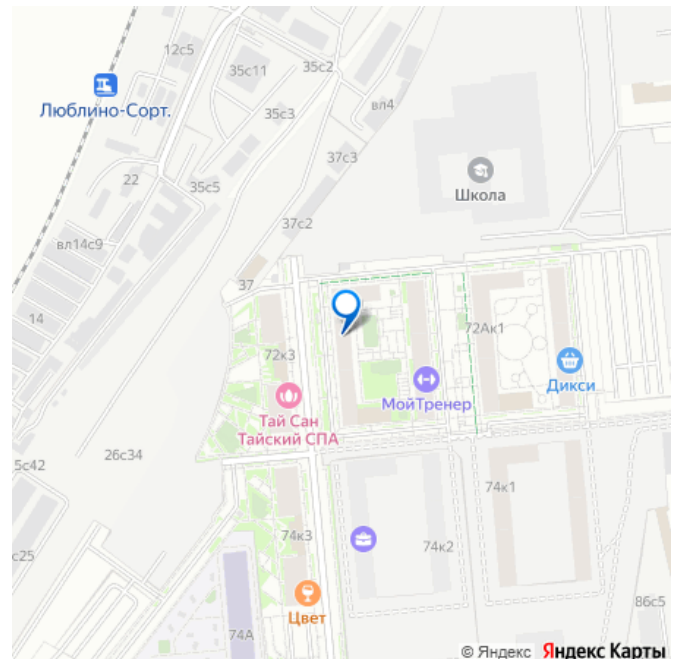 12с5
35с11
35с2
Люблино-Сорт.
35с3
вл4
37с3
Школа
22
35с5
37с2
вл14с9
37
14
72Ак1
72к3
Дикси
МойТренер
Тай Сан
Тайский СПА
26с34
5с42
74к1
74к3
74к2
с25
Цвет
86с5
74А
© Яндекс Яндекс Карты